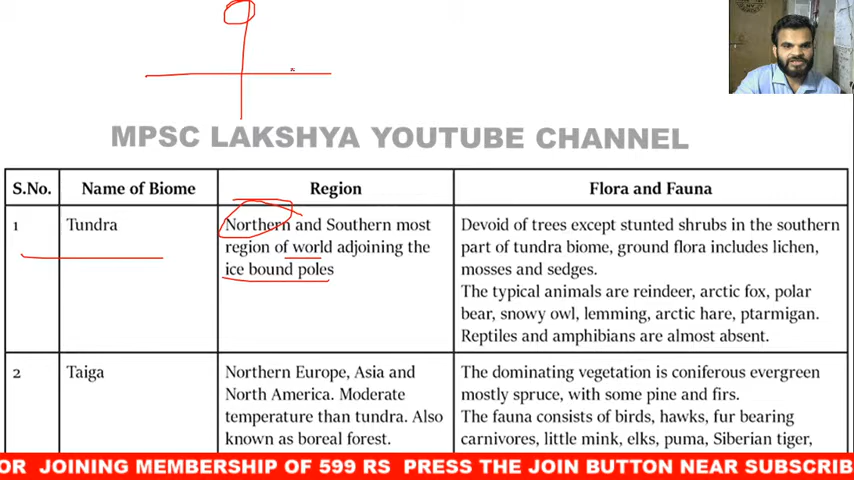 MPSC LAKSHYA YOUTUBE CHANNEL
S.No. Name of Biome Region Flora and Fauna
1 Tundra Northern and Southern most region of world adjoining the ice bound poles
Devoid of trees except stunted shrubs in the southern
part of tundra biome, ground flora includes lichen,
mosses and sedges.
The typical animals are reindeer, arctic fox, polar
bear, snowy owl, lemming, arctic hare, ptarmigan.
Reptiles and amphibians are almost absent.
2 Taiga Northern Europe, Asia and
North America. Moderate
temperature than tundra. Also
known as boreal forest.
The dominating vegetation is coniferous evergreen
mostly spruce, with some pine and firs.
The fauna consists of birds, hawks, fur bearing
carnivores, little mink, elks, puma, Siberian tiger,
OR JOINING MEMBERSHIP OF 599 RS PRESS THE JOIN BUTTON NEAR SUBSCRIB